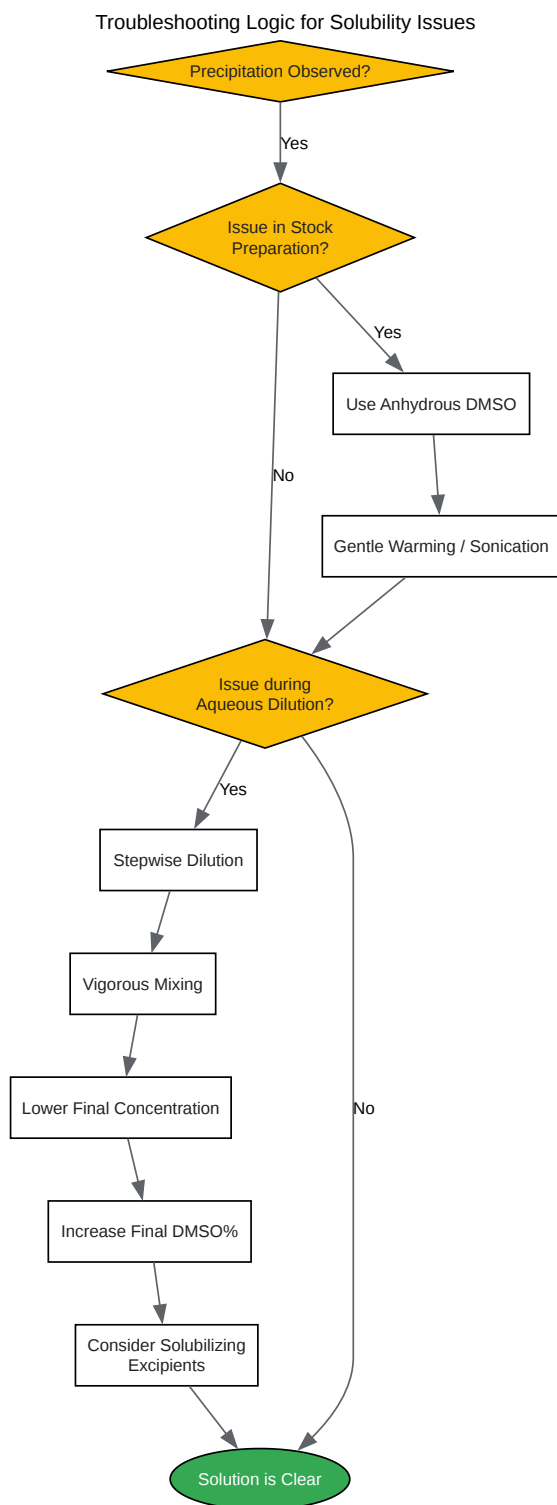 Troubleshooting Logic for Solubility Issues
Precipitation Observed?
Yes
Issue in Stock
Preparation?
Yes
Use Anhydrous DMSO
No
Gentle Warming / Sonication
Issue during
Aqueous Dilution?
Yes
Stepwise Dilution
Vigorous Mixing
Lower Final Concentration
No
Increase Final DMSO%
Consider Solubilizing
Excipients
Solution is Clear